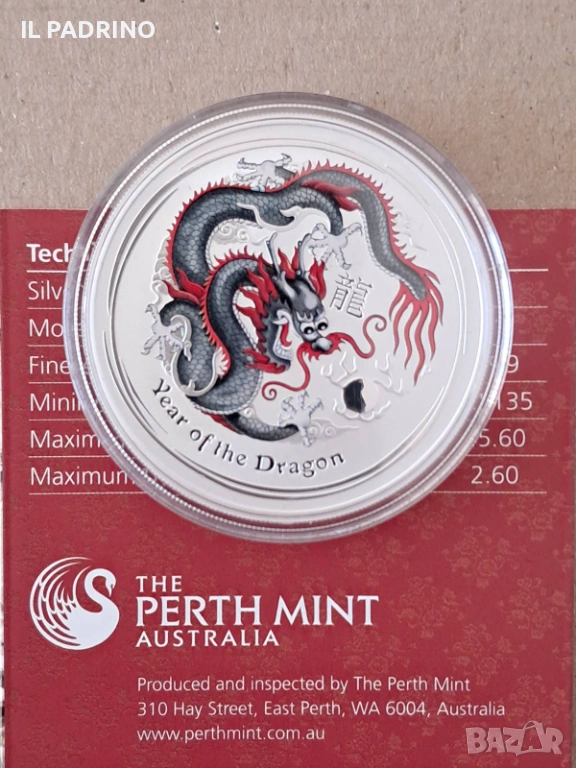 IL PADRINO
龍
Year of the Dragon
Tech
Silv
Mo
Fine 9
Mini 135
Maxim 5.60
Maximum 2.60
THE
PERTH MINT
AUSTRALIA
Produced and inspected by The Perth Mint
310 Hay Street, East Perth, WA 6004, Australia
www.perthmint.com.au
BAZAR